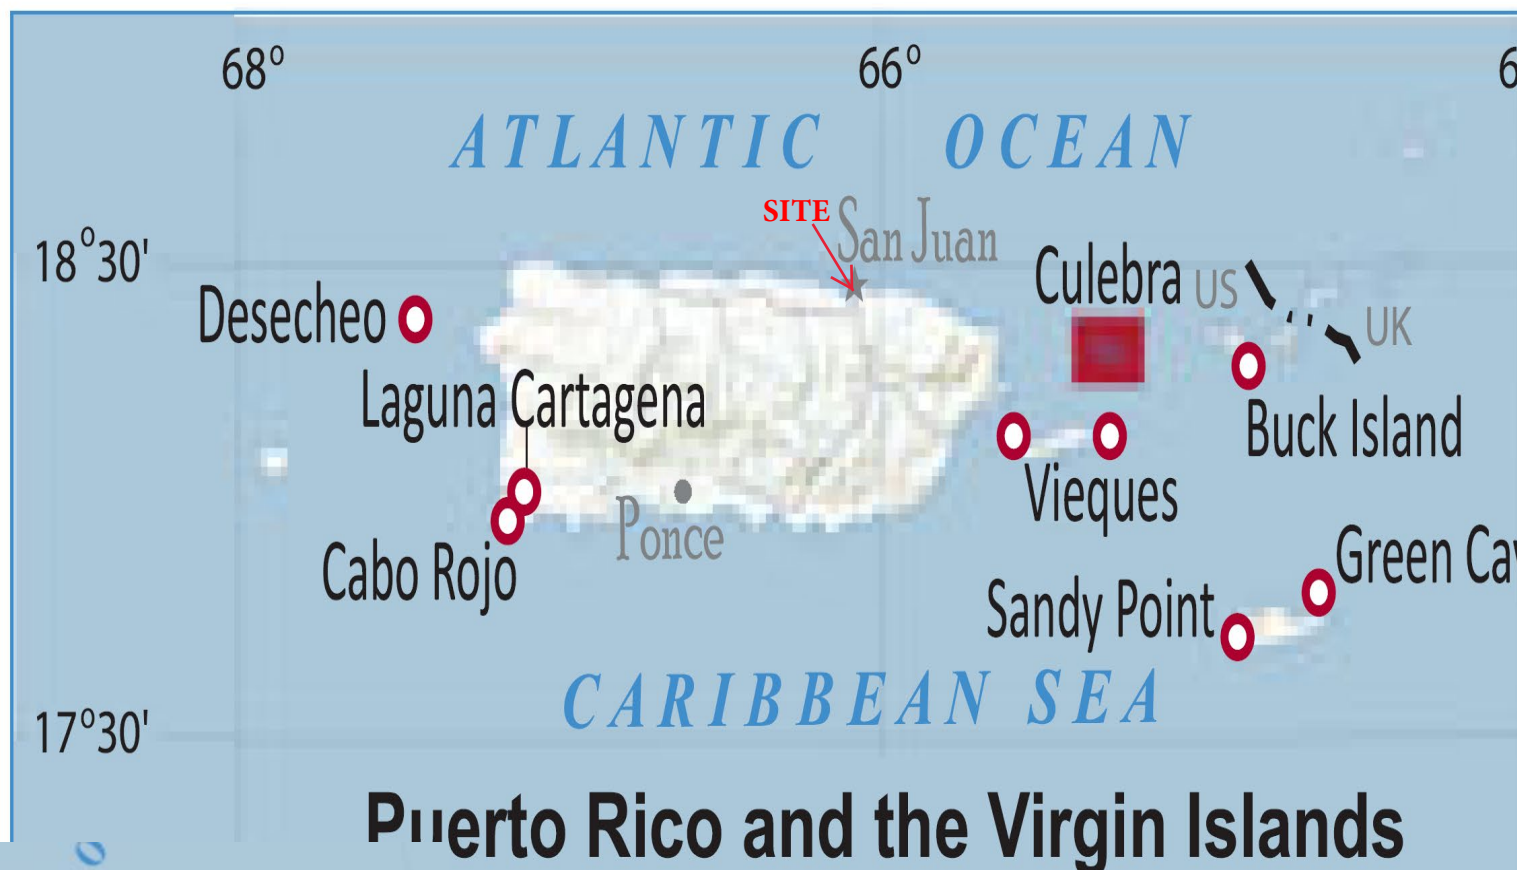 68°
66°
ATLANTIC OCEAN
SITE
San Juan
18°30'
Culebra
US
UK
Desecheo
Laguna Cartagena
Buck Island
Vieques
Ponce
Cabo Rojo
Green
Sandy Point
CARIBBEAN SEA
17°30'
Puerto Rico and the Virgin Islands